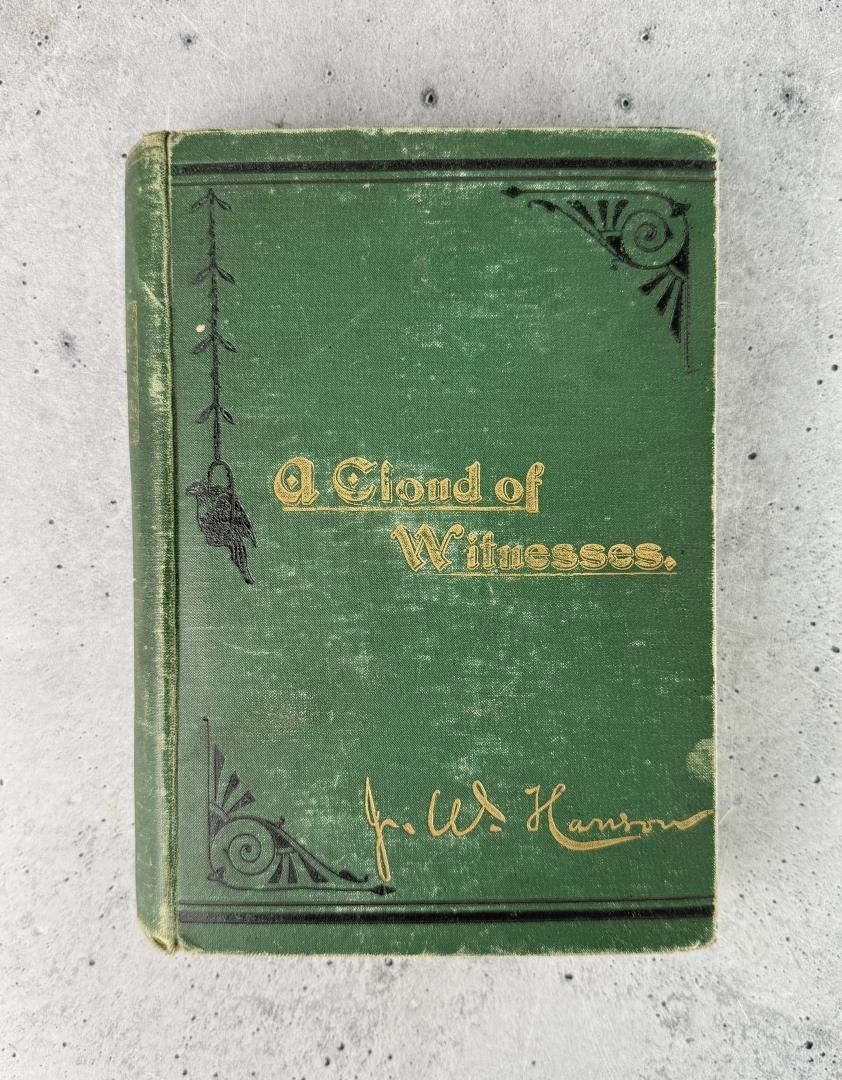 A Cloud of
Witnesses.
J. W. Hanson